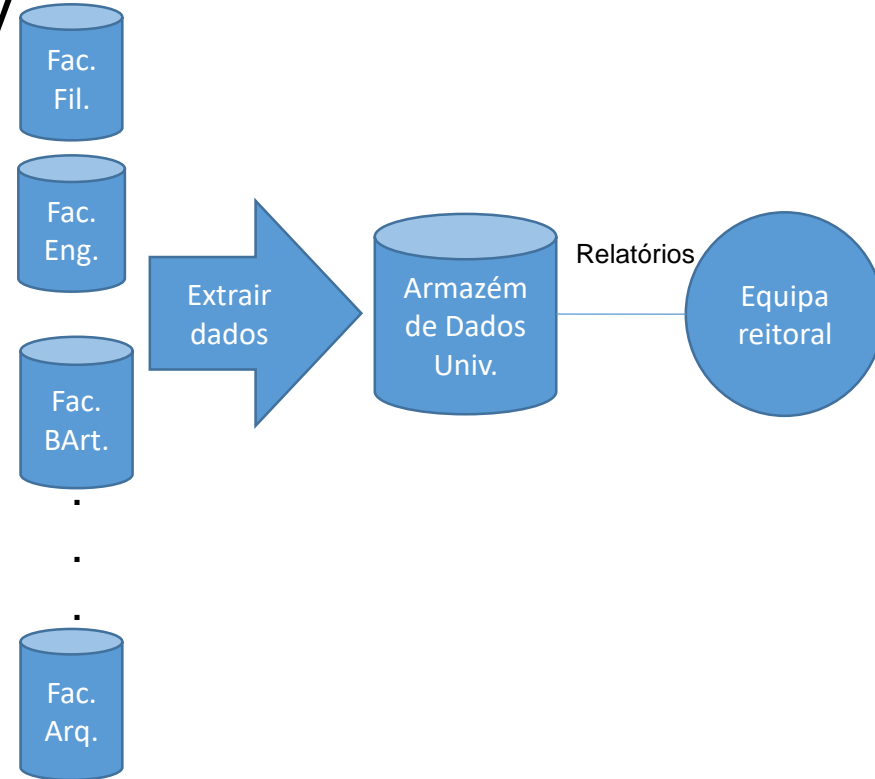 Fac.
Fil.
Fac.
Eng.
Extrair
dados
Armazém
de Dados
Univ.
Relatórios
Equipa
reitoral
Fac.
BArt.
.
.
.
Fac.
Arq.